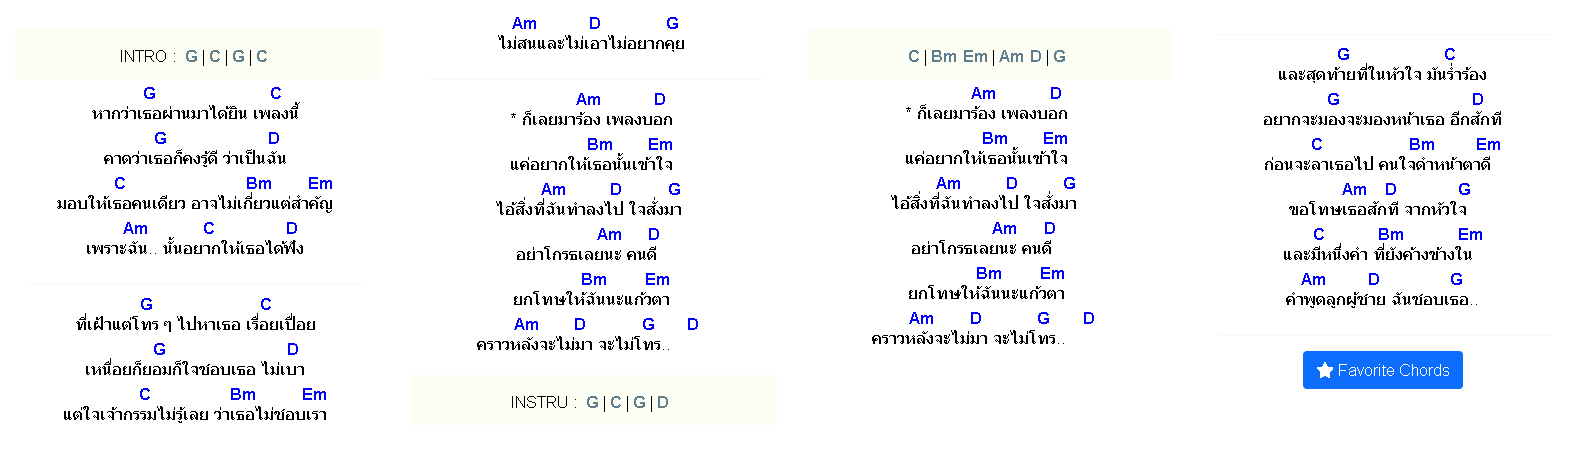 INTRO : G | C | G | C
G C
หากว่าเธอผ่านมาได้ยิน เพลงนี้
G D
คาดว่าเธอก็คงรู้ดี ว่าเป็นฉัน
C Bm Em
มอบให้เธอคนเดียว อาจไม่เกี่ยวแต่สำคัญ
Am C D
เพราะฉัน.. นั้นอยากให้เธอได้ฟัง
G C
ที่เฝ้าแต่โทร ๆ ไปหาเธอ เรื่อยเปื่อย
G D
เหนื่อยก็ยอมก็ใจชอบเธอ ไม่เบา
C Bm Em
แต่ใจเจ้ากรรมไม่รู้เลย ว่าเธอไม่ชอบเรา
Am D G
ไม่สนและไม่เอาไม่อยากคุย
Am D
* ก็เลยมาร้อง เพลงบอก
Bm Em
แค่อยากให้เธอนั้นเข้าใจ
Am D G
ไอ้สิ่งที่ฉันทำลงไป ใจสั่งมา
Am D
อย่าโกรธเลยนะ คนดี
Bm Em
ยกโทษให้ฉันนะแก้วตา
Am D G D
คราวหลังจะไม่มา จะไม่โทร..
INSTRU : G | C | G | D
C | Bm Em | Am D | G
Am D
* ก็เลยมาร้อง เพลงบอก
Bm Em
แค่อยากให้เธอนั้นเข้าใจ
Am D G
ไอ้สิ่งที่ฉันทำลงไป ใจสั่งมา
Am D
อย่าโกรธเลยนะ คนดี
Bm Em
ยกโทษให้ฉันนะแก้วตา
Am D G D
คราวหลังจะไม่มา จะไม่โทร..
G C
และสุดท้ายที่ในหัวใจ มันร่ำร้อง
G D
อยากจะมองจะมองหน้าเธอ อีกสักที
C Bm Em
ก่อนจะลาเธอไป คนใจดำหน้าตาดี
Am D G
ขอโทษเธอสักที จากหัวใจ
C Bm Em
และมีหนึ่งคำ ที่ยังค้างข้างใน
Am D G
คำพูดลูกผู้ชาย ฉันชอบเธอ..
Favorite Chords